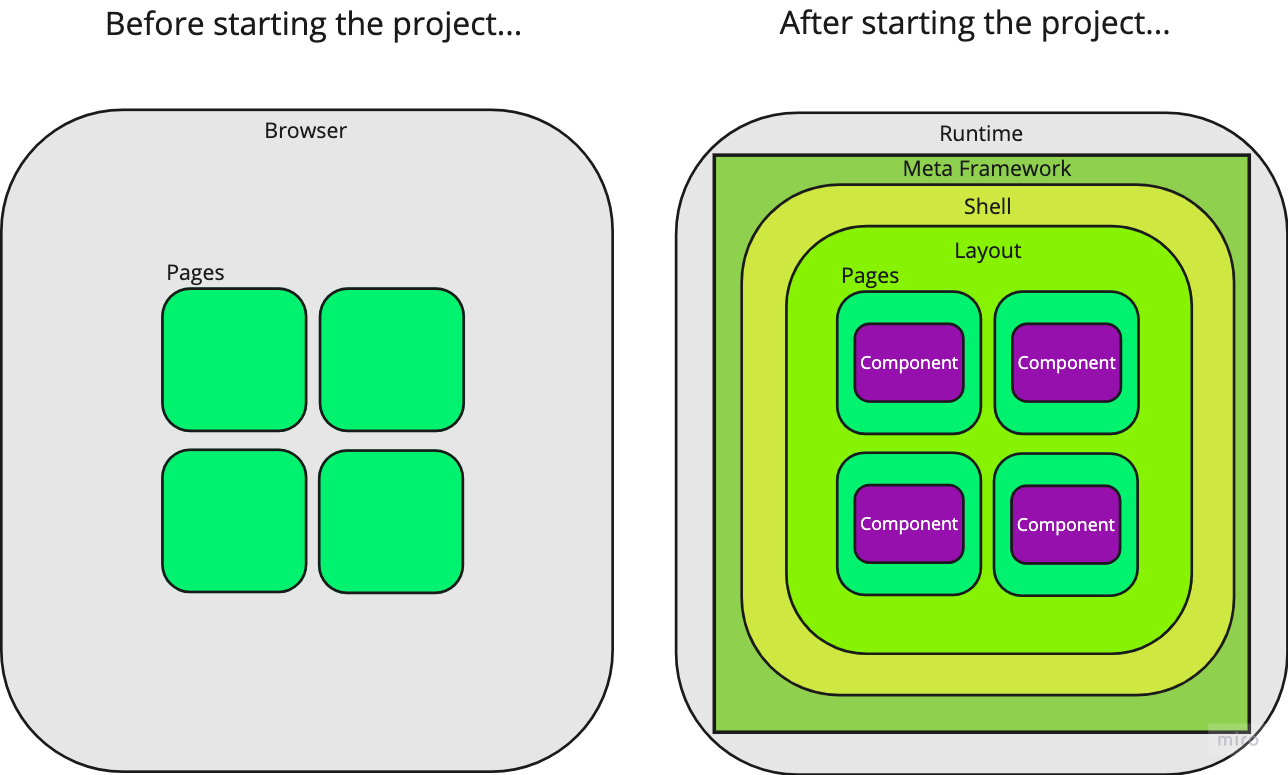 Before starting the project...
After starting the project...
Browser
Runtime
Meta Framework
Shell
Layout
Pages
Pages
Component
Component
Component
Component
miro